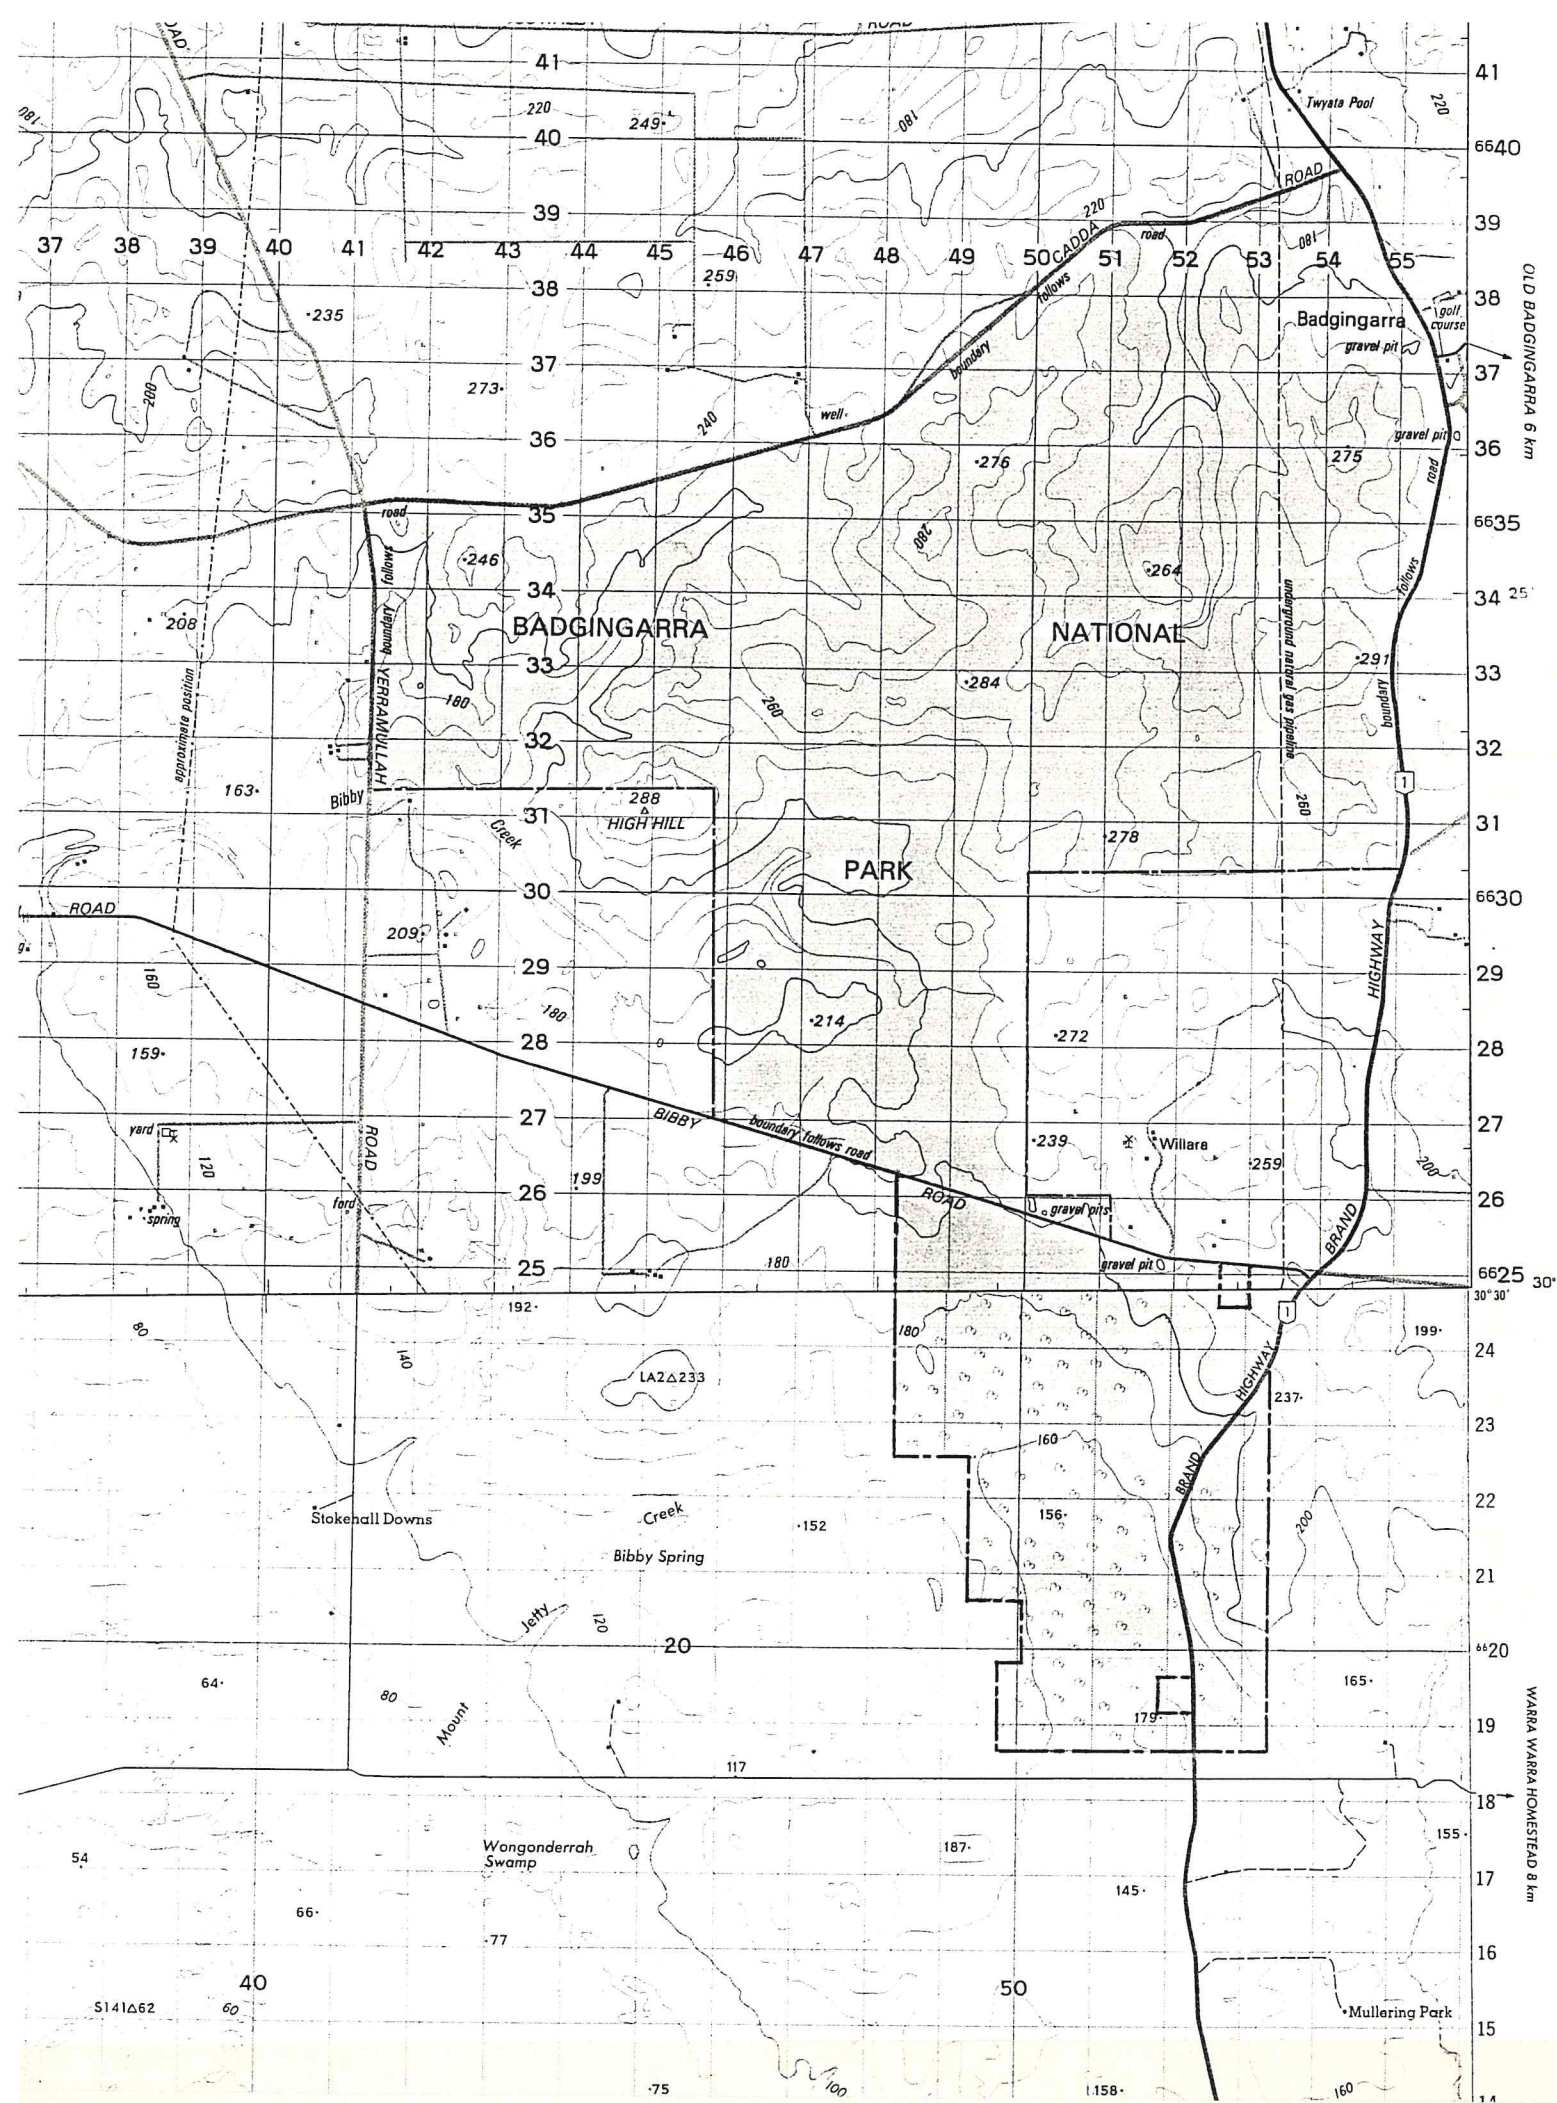 ROAD
ROAD
41
41
Twyata Pool
220
220
249
180
180
40
6640
ROAD
39
220
39
CADDA
road
180
37
38
39
40
41
42
43
44
45
46
47
48
49
50
51
52
53
54
55
259
follows
38
38
235
Badgingarra
golf
course
gravel pit
boundary
37
37
OLD BADGINGARRA 6 km
200
273
240
well
36
gravel pit
36
276
275
road
35
road
6635
280
246
follows
264
follows
34
34
25'
208
BADGINGARRA
NATIONAL
underground natural gas pipeline
boundary
33
291
33
approximate position
YERRAMULLAH
180
284
260
boundary
32
32
163
Bibby
288
1
31
HIGH HILL
260
31
Creek
278
PARK
30
6630
ROAD
209
HIGHWAY
29
29
160
180
214
272
28
28
159
27
BIBBY
boundary follows road
27
yard
ROAD
239
Willara
120
259
200
199
26
ROAD
26
ford
gravel pits
spring
BRAND
25
180
gravel pit
6625
30°
30°30'
192
1
80
180
199
140
24
LA2△233
HIGHWAY
237
23
160
BRAND
22
Stokehall Downs
Creek
152
156
200
Bibby Spring
21
Jetty
120
20
6620
64
80
165
Mount
179
19
117
WARRA WARRA HOMESTEAD 8 km
18
Wongonderrah
Swamp
187
155
54
17
145
66
77
16
40
50
S141△62
60
Mullering Park
15
75
100
158
160
14